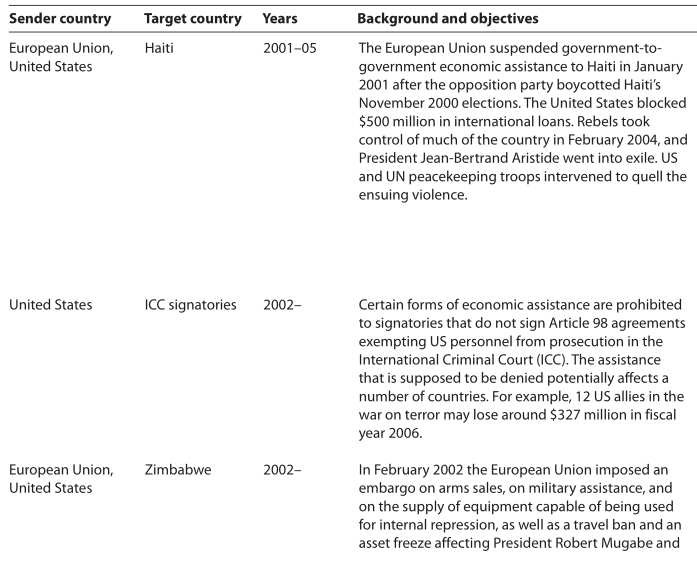 Sender country Target country Years Background and objectives
European Union, Haiti 2001–05 The European Union suspended government-to-
United States government economic assistance to Haiti in January
2001 after the opposition party boycotted Haiti’s
November 2000 elections. The United States blocked
$500 million in international loans. Rebels took
control of much of the country in February 2004, and
President Jean-Bertrand Aristide went into exile. US
and UN peacekeeping troops intervened to quell the
ensuing violence.
United States ICC signatories 2002– Certain forms of economic assistance are prohibited
to signatories that do not sign Article 98 agreements
exempting US personnel from prosecution in the
International Criminal Court (ICC). The assistance
that is supposed to be denied potentially affects a
number of countries. For example, 12 US allies in the
war on terror may lose around $327 million in fiscal
year 2006.
European Union, Zimbabwe 2002– In February 2002 the European Union imposed an
United States embargo on arms sales, on military assistance, and
on the supply of equipment capable of being used
for internal repression, as well as a travel ban and an
asset freeze affecting President Robert Mugabe and